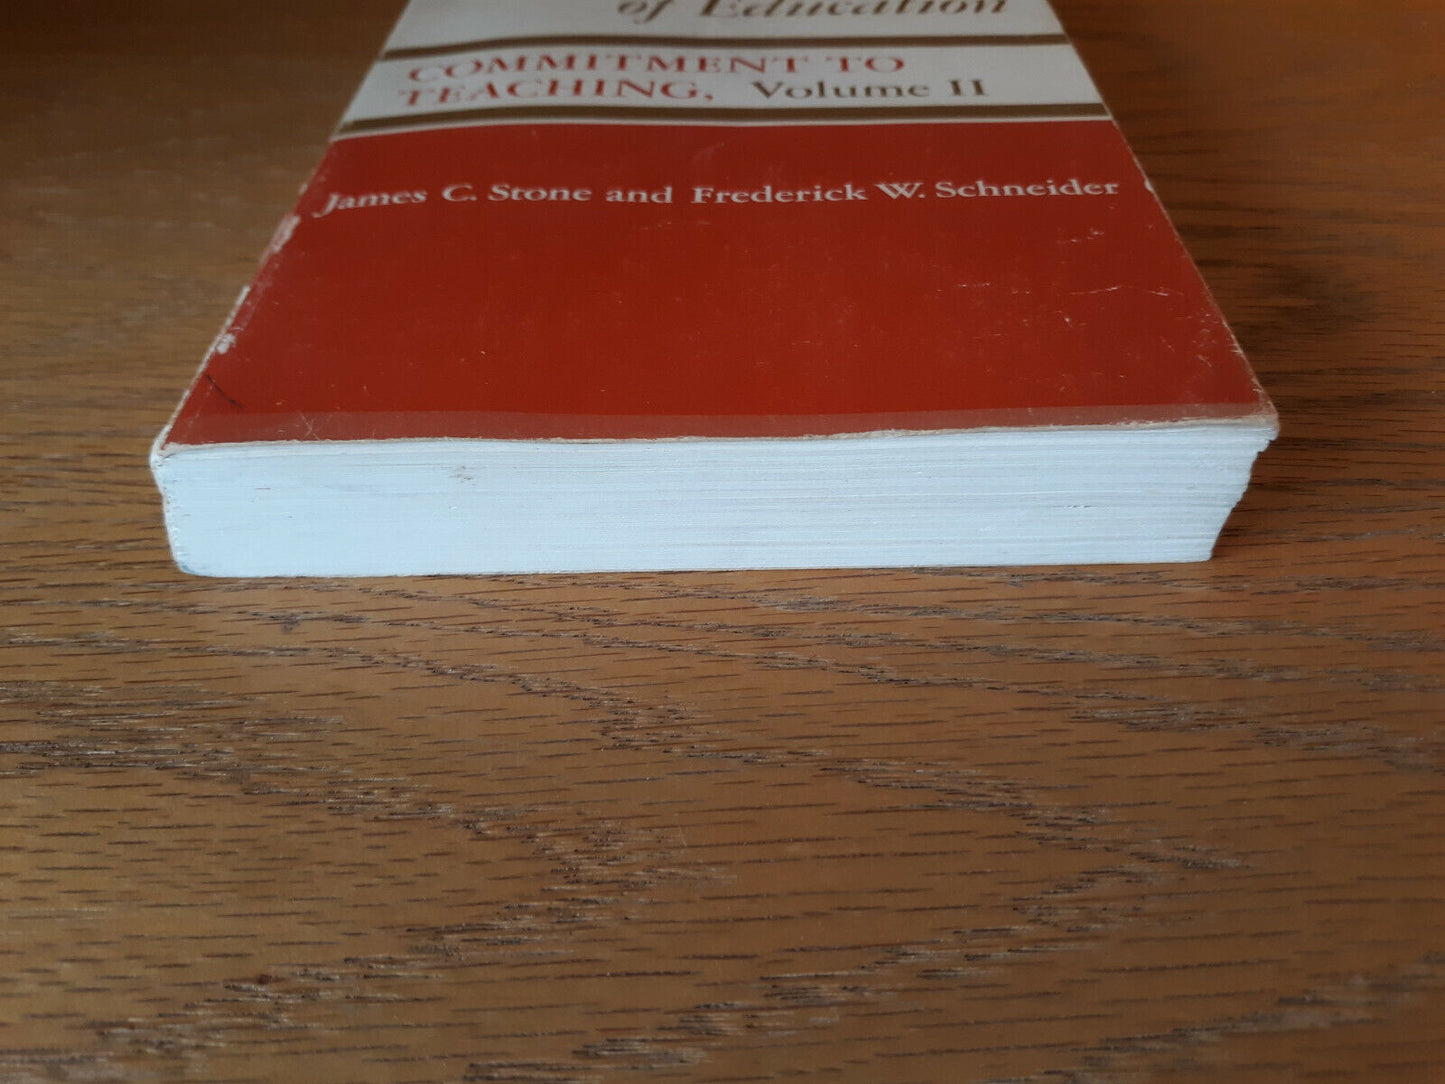 of Education
COMMITMENT TO
TEACHING, Volume II
James C. Stone and Frederick W. Schneider